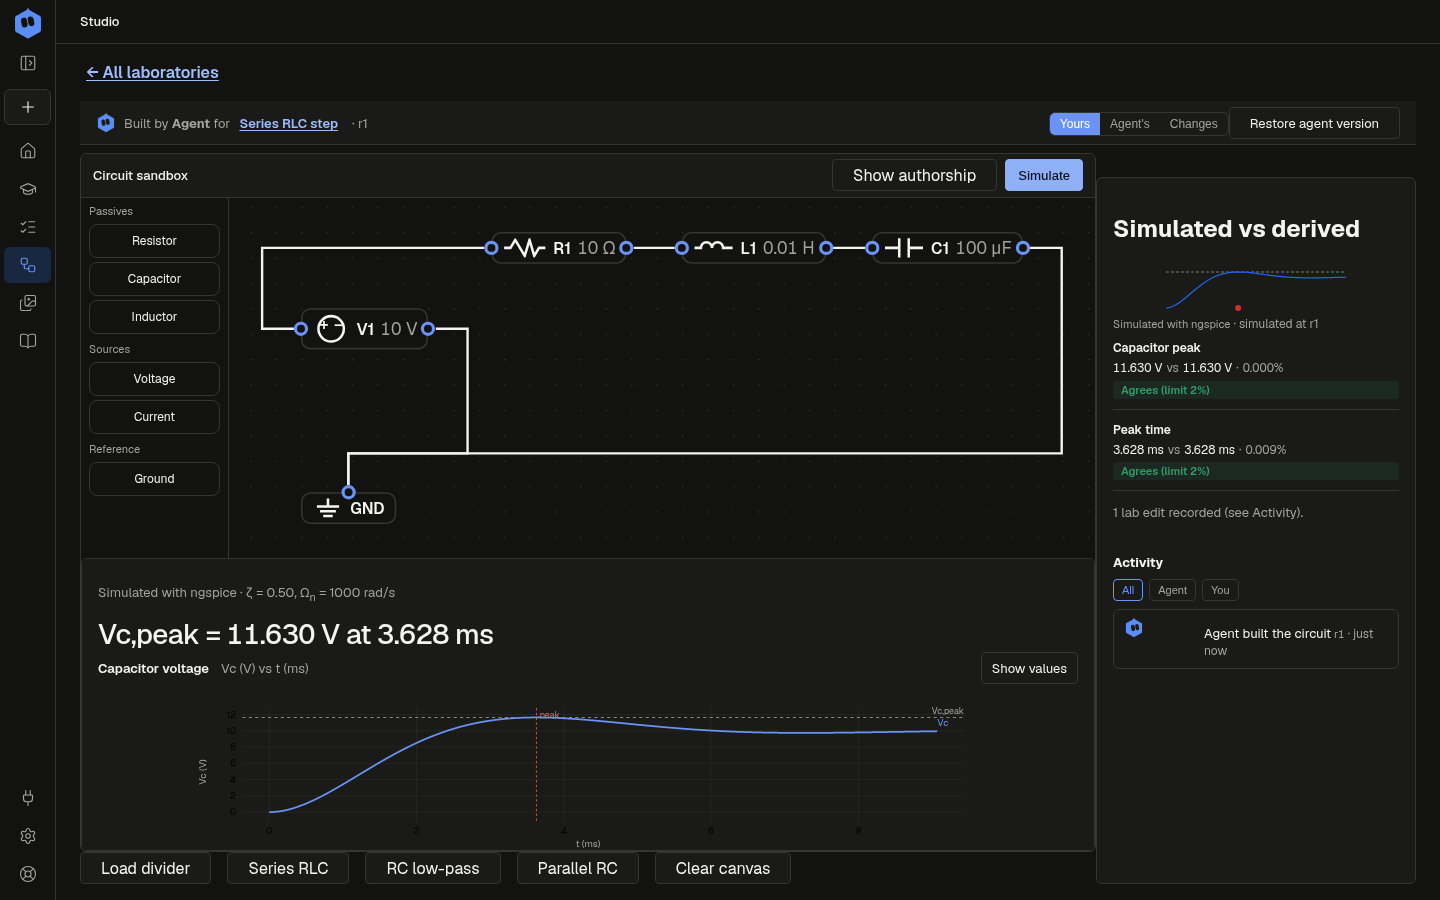 Studio
← All laboratories
Built by Agent for Series RLC step · r1
Yours Agent's Changes Restore agent version
Circuit sandbox
Show authorship Simulate
Passives
Resistor
Capacitor
Inductor
Sources
Voltage
Current
Reference
Ground
R1 10 Ω
L1 0.01 H
C1 100 µF
V1 10 V
GND
Simulated with ngspice · ζ = 0.50, Ωn = 1000 rad/s
Vc,peak = 11.630 V at 3.628 ms
Capacitor voltage Vc (V) vs t (ms)
Show values
Vc,peak
peak
Vc
12
10
8
6
4
2
0
Vc (V)
0 2 4 6 8
t (ms)
Load divider Series RLC RC low-pass Parallel RC Clear canvas
Simulated vs derived
Simulated with ngspice · simulated at r1
Capacitor peak
11.630 V vs 11.630 V · 0.000%
Agrees (limit 2%)
Peak time
3.628 ms vs 3.628 ms · 0.009%
Agrees (limit 2%)
1 lab edit recorded (see Activity).
Activity
All Agent You
Agent built the circuit r1 · just
now